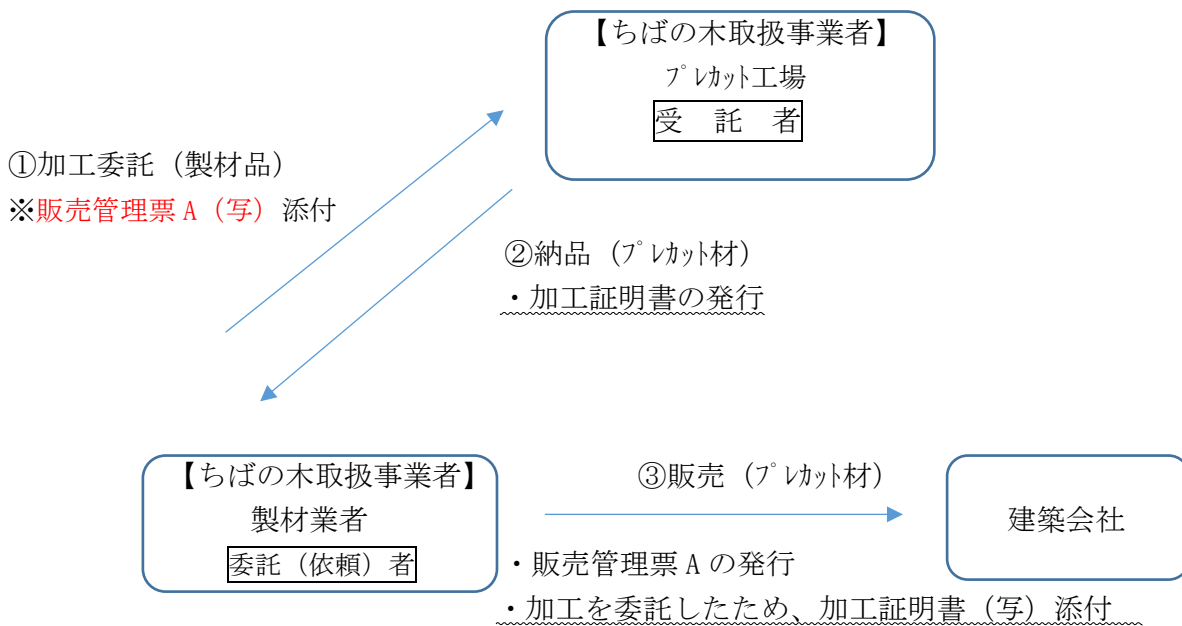 【ちばの木取扱事業者】
ﾌﾟﾚｶｯﾄ工場
受　託　者
①加工委託（製材品）
※販売管理票A（写）添付
②納品（ﾌﾟﾚｶｯﾄ材）
・加工証明書の発行
【ちばの木取扱事業者】
製材業者
委託（依頼）者
③販売（ﾌﾟﾚｶｯﾄ材）
・販売管理票Aの発行
・加工を委託したため、加工証明書（写）添付
建築会社